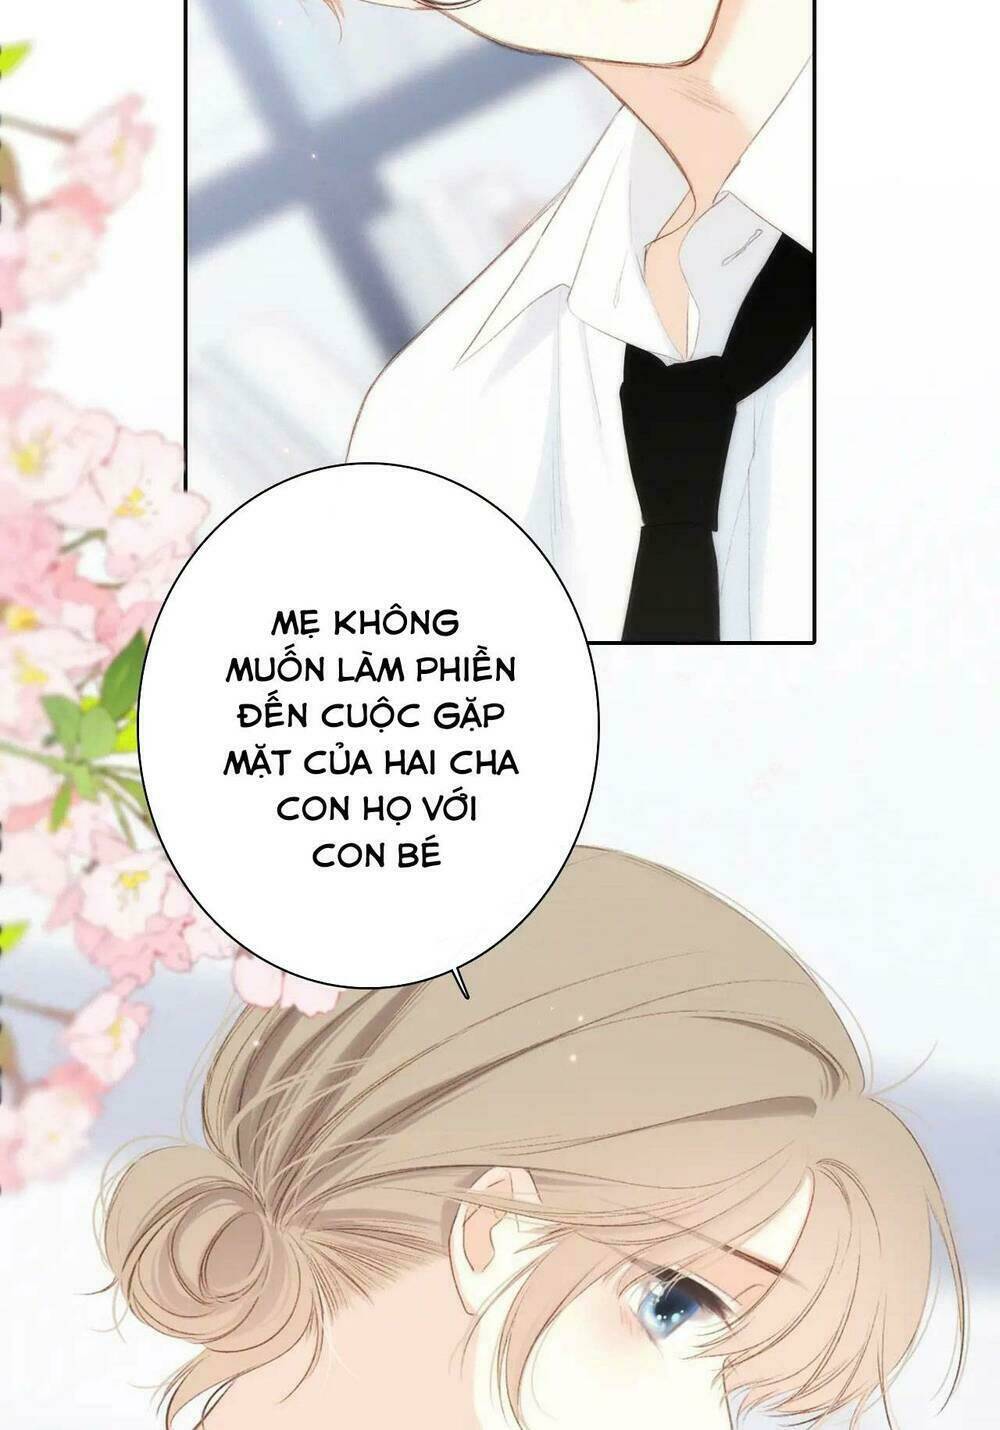 MẸ KHÔNG
MUỐN LÀM PHIỀN
ĐẾN CUỘC GẶP
MẶT CỦA HAI CHA
CON HỌ VỚI
CON BÉ